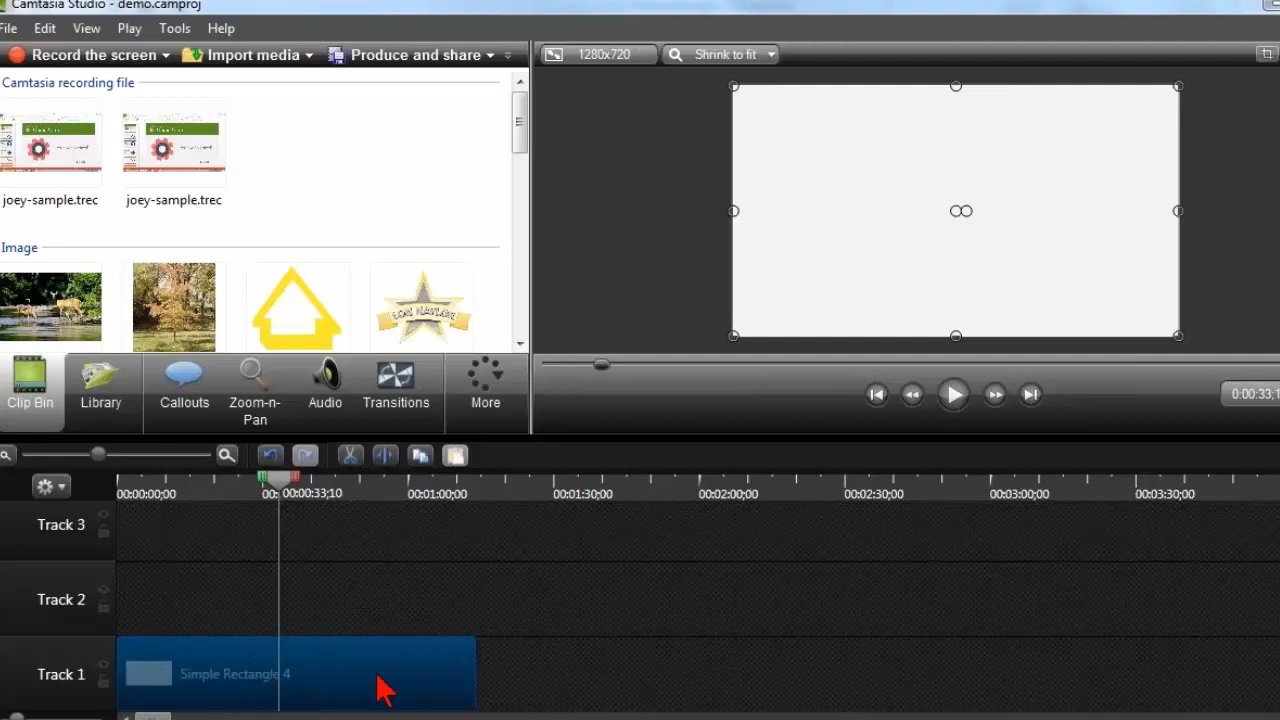 Camtasia Studio - demo.camproj
File Edit View Play Tools Help
Record the screen Import media Produce and share
1280x720 Shrink to fit
Camtasia recording file
joey-sample.trec joey-sample.trec
Image
Clip Bin Library Callouts Zoom-n-Pan Audio Transitions More
0:00:33;1
00:00:00;00 00: 00:00:33;10 00:01:00;00 00:01:30;00 00:02:00;00 00:02:30;00 00:03:00;00 00:03:30;00
Track 3
Track 2
Track 1 Simple Rectangle 4